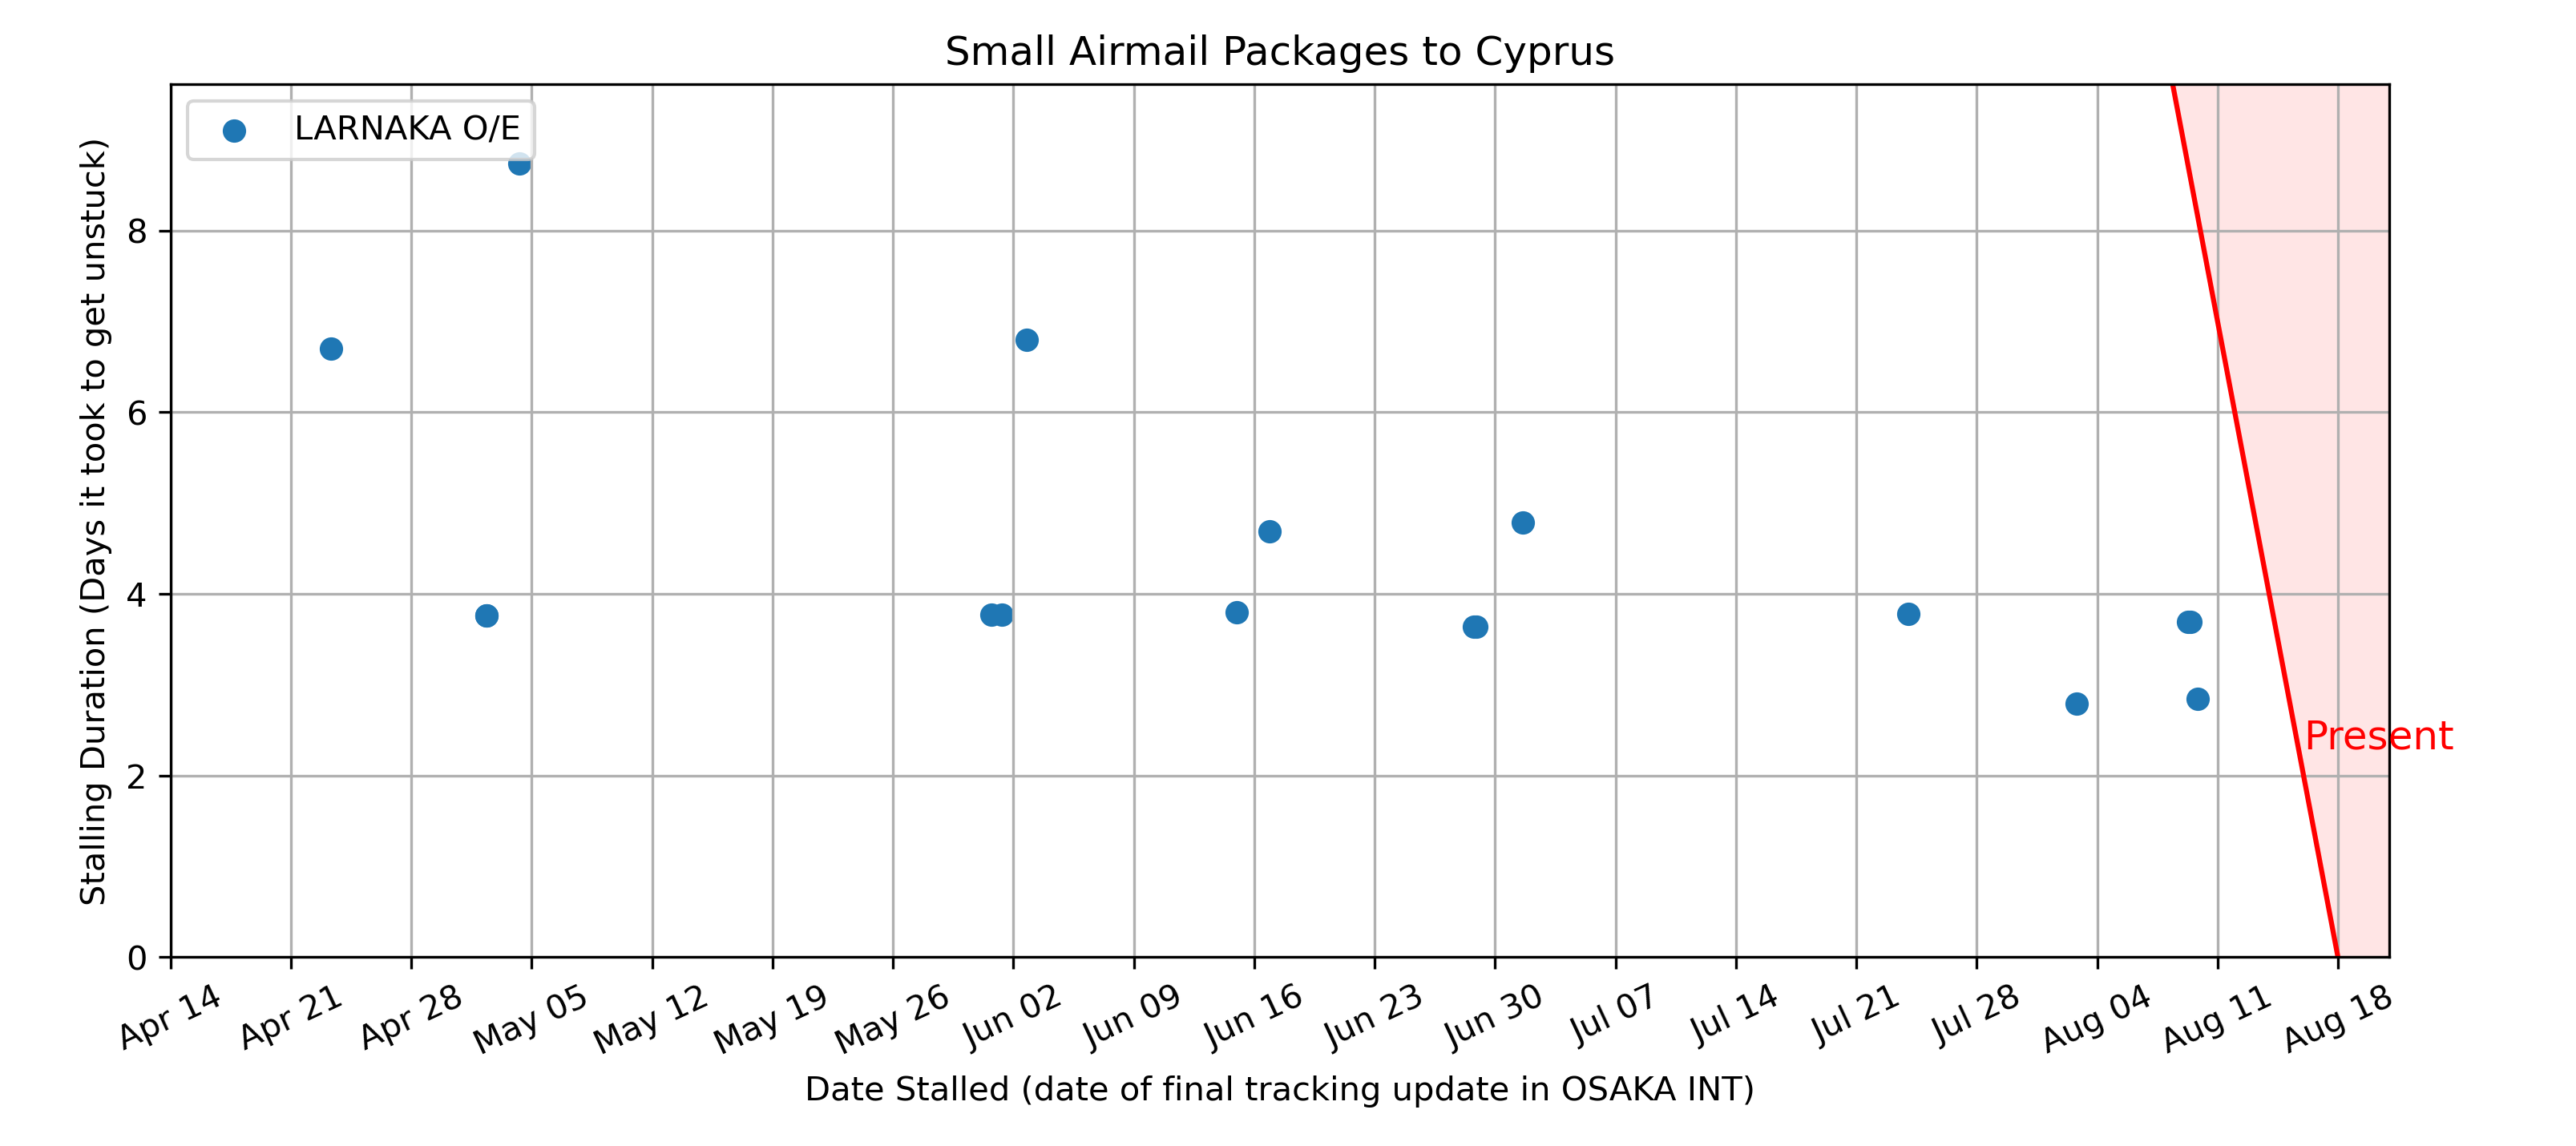 Small Airmail Packages to Cyprus
LARNAKA O/E
Stalling Duration (Days it took to get unstuck)
8
6
4
2
0
Present
Apr 14
Apr 21
Apr 28
May 05
May 12
May 19
May 26
Jun 02
Jun 09
Jun 16
Jun 23
Jun 30
Jul 07
Jul 14
Jul 21
Jul 28
Aug 04
Aug 11
Aug 18
Date Stalled (date of final tracking update in OSAKA INT)